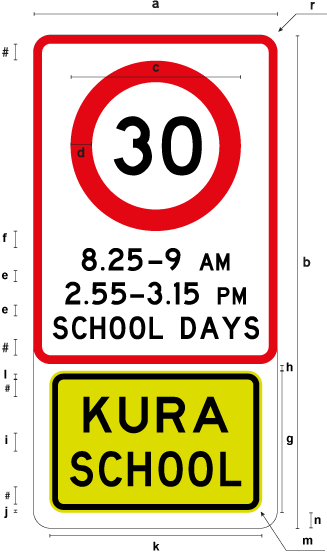 a
r
#
c
30
d
b
f
8.25–9 AM
e
2.55–3.15 PM
e
SCHOOL DAYS
#
h
l
#
KURA
i
g
SCHOOL
#
j
n
k
m